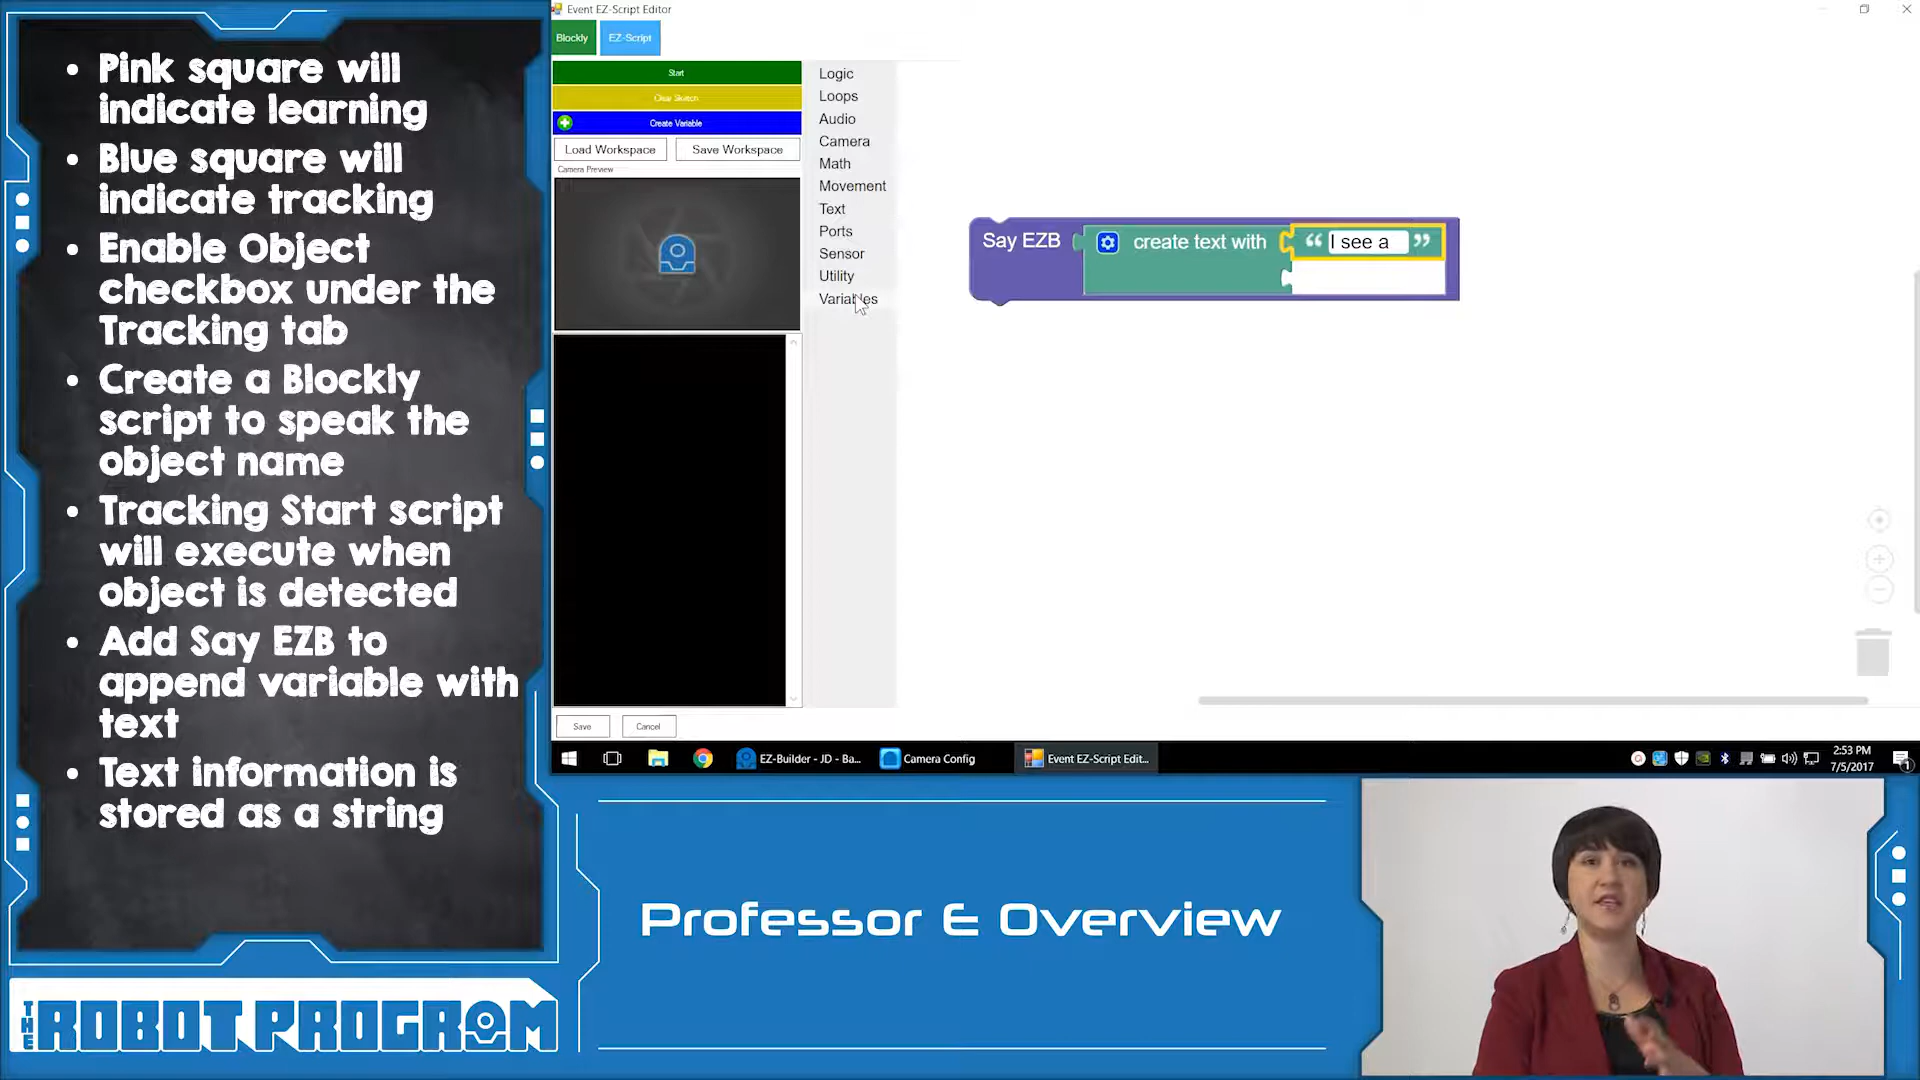 Pink square will
indicate learning
Blue square will
indicate tracking
Enable Object
checkbox under the
Tracking tab
Create a Blockly
script to speak the
object name
Tracking Start script
will execute when
object is detected
Add Say EZB to
append variable with
text
Text information is
stored as a string
THE ROBOT PROGRAM
Event EZ-Script Editor
Blockly
EZ-Script
Start
Clear Sketch
Create Variable
Load Workspace
Save Workspace
Camera Preview
Save
Cancel
Logic
Loops
Audio
Camera
Math
Movement
Text
Ports
Sensor
Utility
Variables
Say EZB create text with “ I see a ”
EZ-Builder - JD - Ba...
Camera Config
Event EZ-Script Edit...
2:53 PM
7/5/2017
1
Professor E Overview